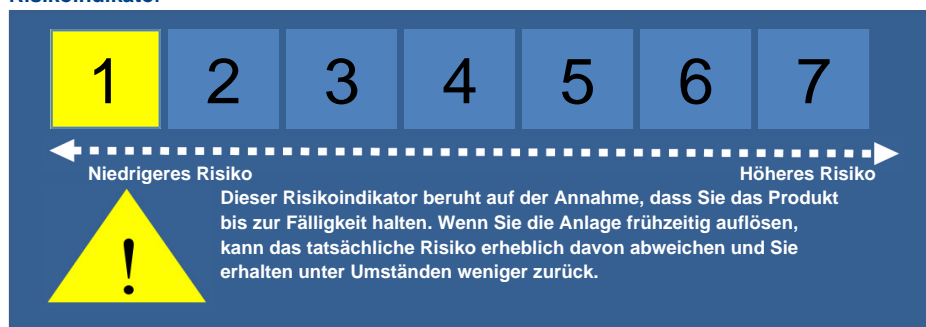 Risikoindikator
1 2 3 4 5 6 7
Niedrigeres Risiko Höheres Risiko
Dieser Risikoindikator beruht auf der Annahme, dass Sie das Produkt
bis zur Fälligkeit halten. Wenn Sie die Anlage frühzeitig auflösen,
kann das tatsächliche Risiko erheblich davon abweichen und Sie
erhalten unter Umständen weniger zurück.
!